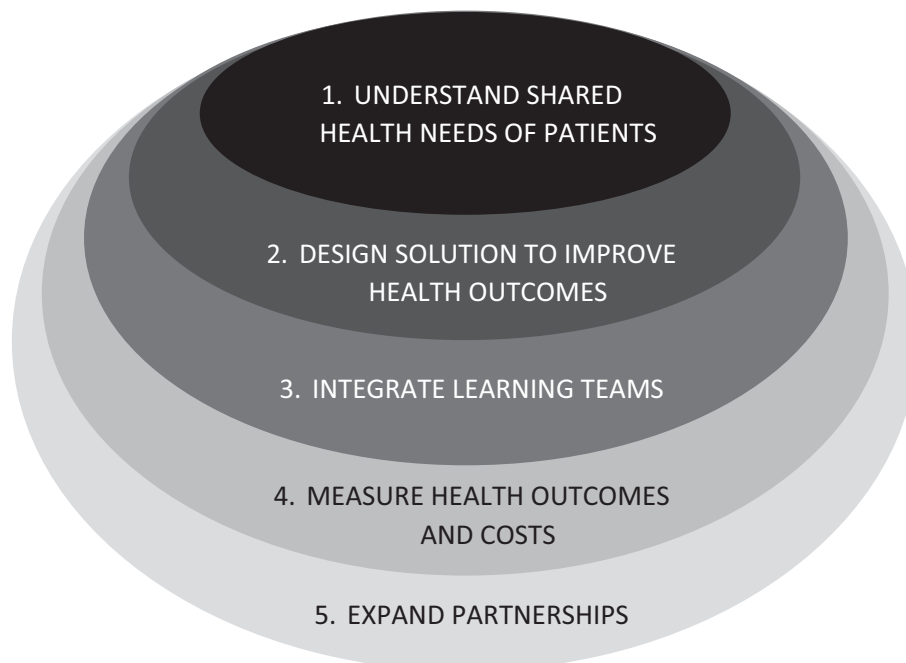 1. UNDERSTAND SHARED
HEALTH NEEDS OF PATIENTS
2. DESIGN SOLUTION TO IMPROVE
HEALTH OUTCOMES
3. INTEGRATE LEARNING TEAMS
4. MEASURE HEALTH OUTCOMES
AND COSTS
5. EXPAND PARTNERSHIPS